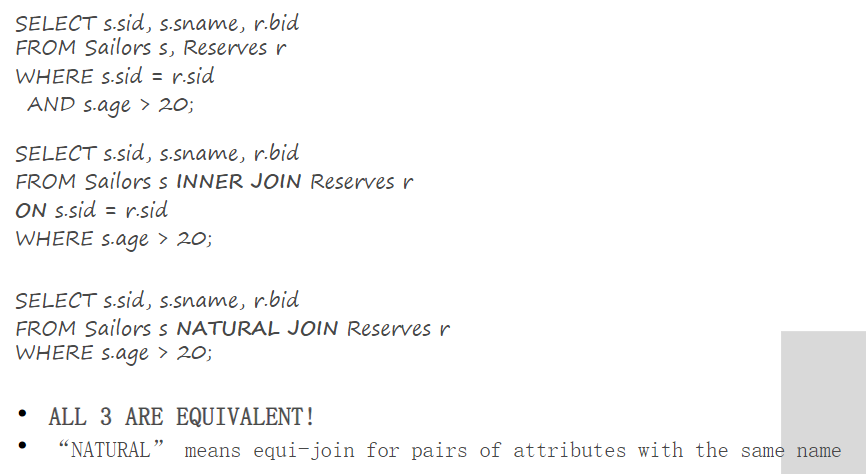 SELECT s.sid, s.sname, r.bid
FROM Sailors s, Reserves r
WHERE s.sid = r.sid
AND s.age > 20;
SELECT s.sid, s.sname, r.bid
FROM Sailors s INNER JOIN Reserves r
ON s.sid = r.sid
WHERE s.age > 20;
SELECT s.sid, s.sname, r.bid
FROM Sailors s NATURAL JOIN Reserves r
WHERE s.age > 20;
• ALL 3 ARE EQUIVALENT!
• “NATURAL” means equi-join for pairs of attributes with the same name